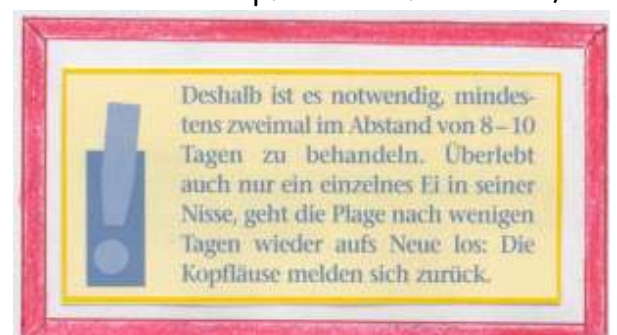 Deshalb ist es notwendig, mindes-
tens zweimal im Abstand von 8–10
Tagen zu behandeln. Überlebt
auch nur ein einzelnes Ei in seiner
Nisse, geht die Plage nach wenigen
Tagen wieder aufs Neue los: Die
Kopfläuse melden sich zurück.